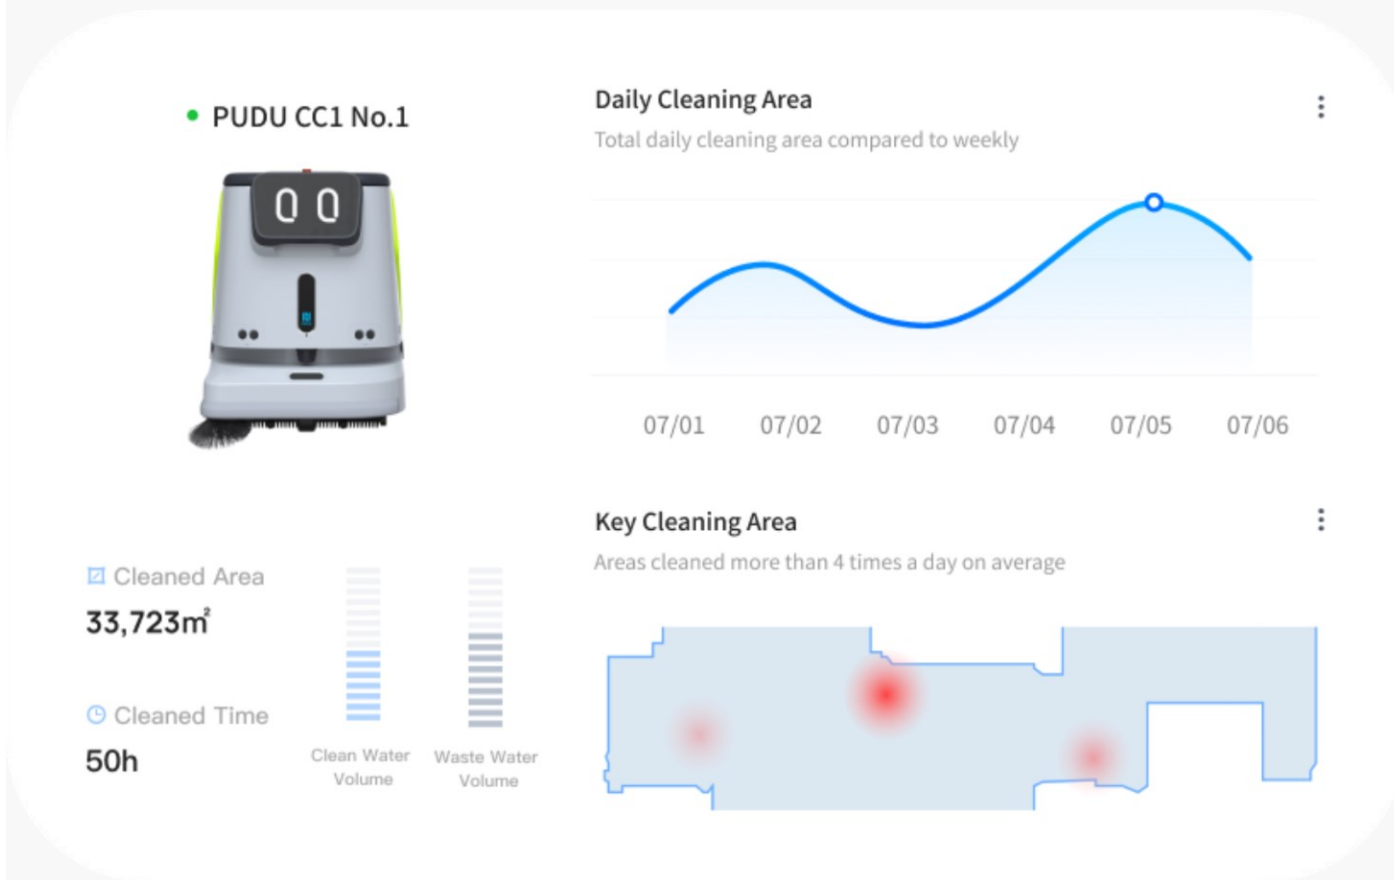 PUDU CC1 No.1
Cleaned Area
33,723㎡
Cleaned Time
50h
Clean Water
Volume
Waste Water
Volume
Daily Cleaning Area
Total daily cleaning area compared to weekly
07/01 07/02 07/03 07/04 07/05 07/06
Key Cleaning Area
Areas cleaned more than 4 times a day on average